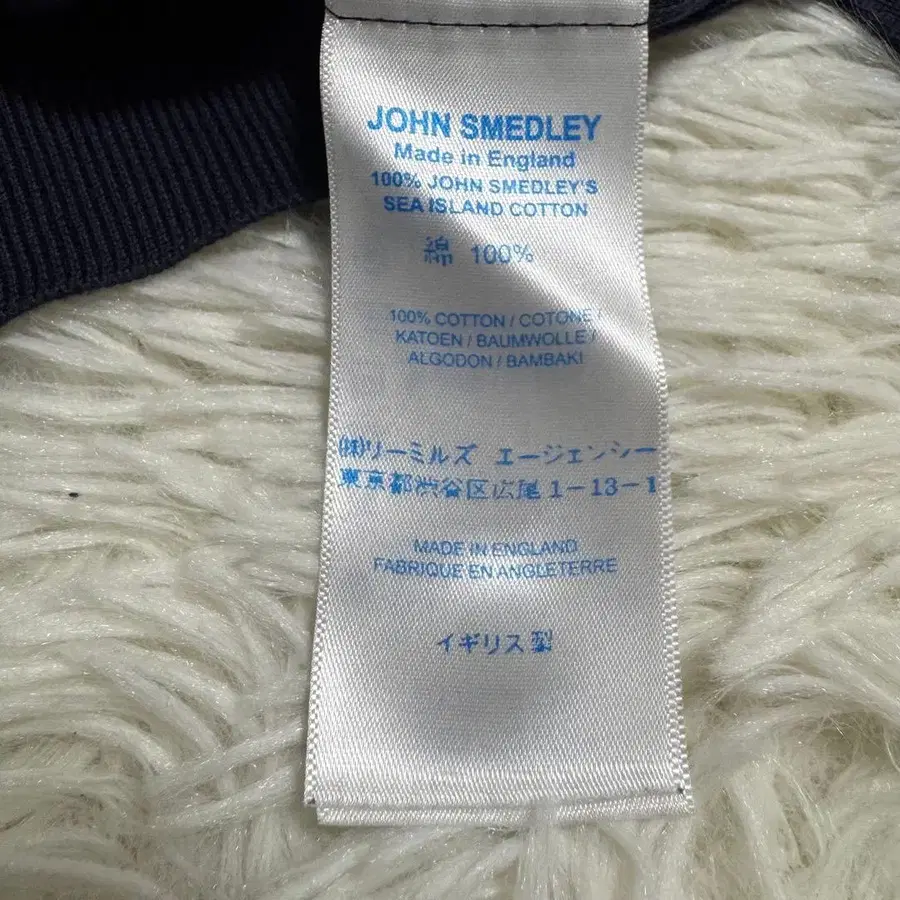 JOHN SMEDLEY
Made in England
100% JOHN SMEDLEY'S
SEA ISLAND COTTON
綿 100%
100% COTTON / COTONE /
KATOEN / BAUMWOLLE /
ALGODON / BAMBAKI
(株)リーミルズ エージェンシー
東京都渋谷区広尾1-13-1
MADE IN ENGLAND
FABRIQUE EN ANGLETERRE
イギリス製